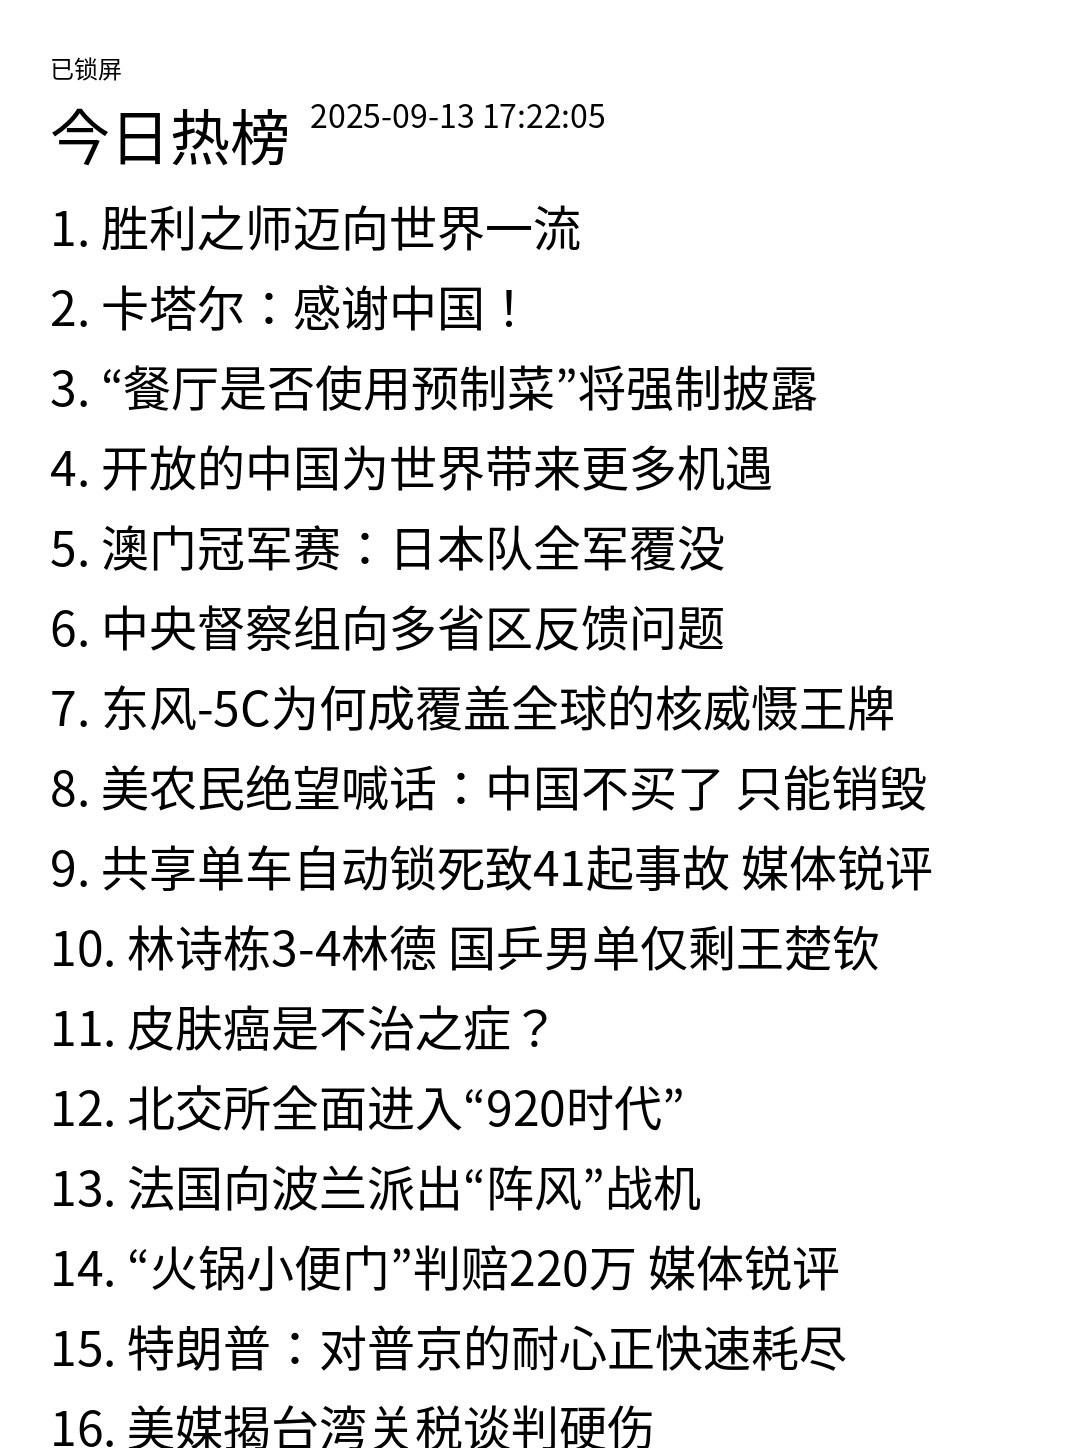 已锁屏
今日热榜 2025-09-13 17:22:05
1. 胜利之师迈向世界一流
2. 卡塔尔：感谢中国！
3. “餐厅是否使用预制菜”将强制披露
4. 开放的中国为世界带来更多机遇
5. 澳门冠军赛：日本队全军覆没
6. 中央督察组向多省区反馈问题
7. 东风-5C为何成覆盖全球的核威慑王牌
8. 美农民绝望喊话：中国不买了 只能销毁
9. 共享单车自动锁死致41起事故 媒体锐评
10. 林诗栋3-4林德 国乒男单仅剩王楚钦
11. 皮肤癌是不治之症？
12. 北交所全面进入“920时代”
13. 法国向波兰派出“阵风”战机
14. “火锅小便门”判赔220万 媒体锐评
15. 特朗普：对普京的耐心正快速耗尽
16. 美媒揭台湾关税谈判硬伤